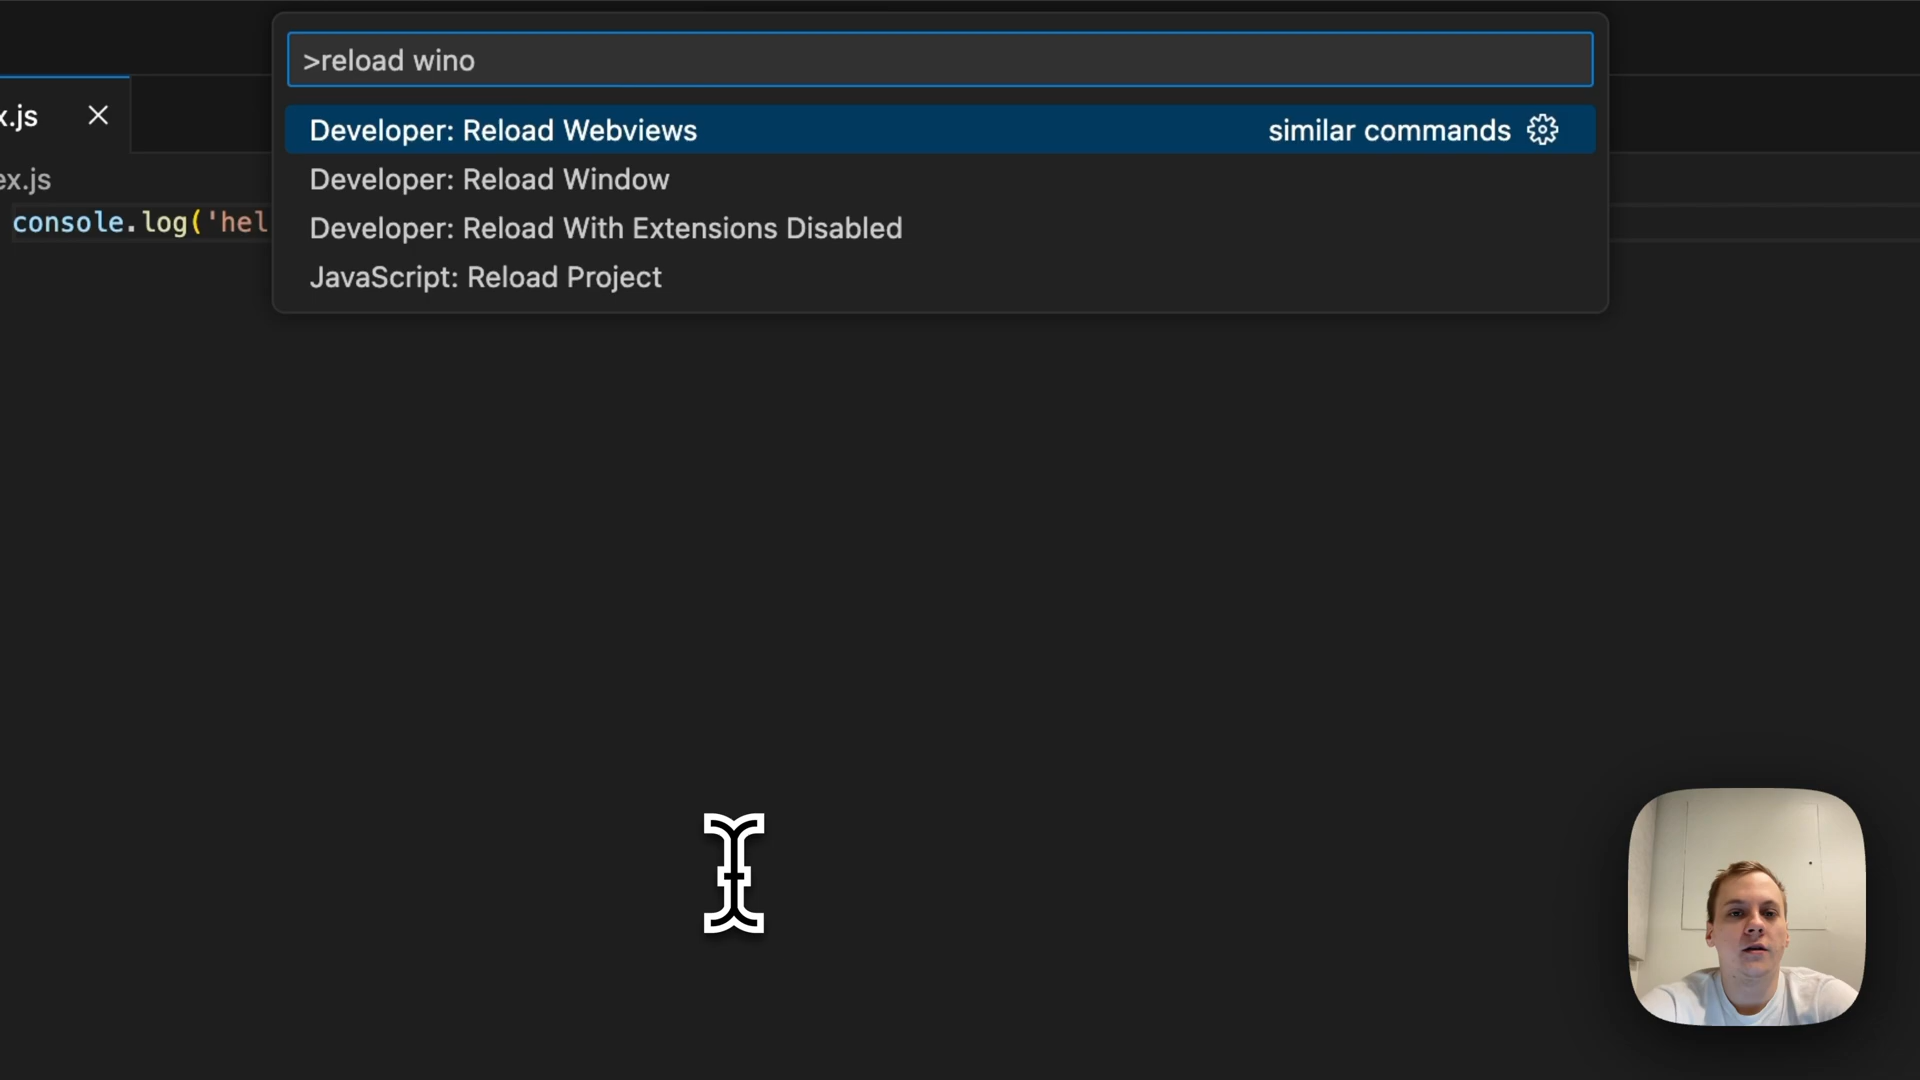 >reload wino
x.js
Developer: Reload Webviews similar commands
Developer: Reload Window
ex.js
Developer: Reload With Extensions Disabled
console.log('hel
JavaScript: Reload Project